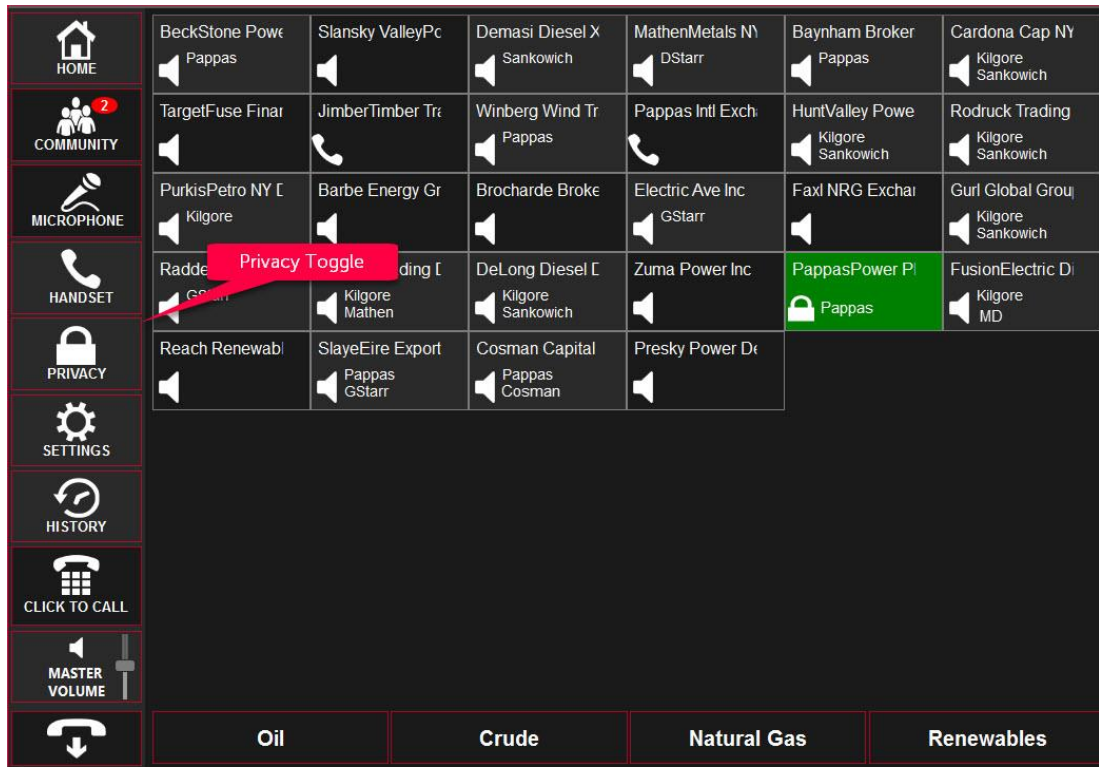 HOME
2
COMMUNITY
MICROPHONE
HANDSET
PRIVACY
SETTINGS
HISTORY
CLICK TO CALL
MASTER
VOLUME
BeckStone Powe
Pappas
Slansky ValleyPc
Demasi Diesel X
Sankowich
MathenMetals NY
DStarr
Baynham Broker
Pappas
Cardona Cap NY
Kilgore
Sankowich
TargetFuse Finar
JimberTimber Tra
Winberg Wind Tr
Pappas
Pappas Intl Excha
HuntValley Powe
Kilgore
Sankowich
Rodruck Trading
Kilgore
Sankowich
PurkisPetro NY D
Kilgore
Barbe Energy Gr
Brocharde Broke
Electric Ave Inc
GStarr
Faxl NRG Exchar
Gurl Global Group
Kilgore
Sankowich
Privacy Toggle
Radde
ding D
Kilgore
Mathen
DeLong Diesel D
Kilgore
Sankowich
Zuma Power Inc
PappasPower Pl
Pappas
FusionElectric Di
Kilgore
MD
Reach Renewabl
SlayeEire Export
Pappas
GStarr
Cosman Capital
Pappas
Cosman
Presky Power De
Oil
Crude
Natural Gas
Renewables